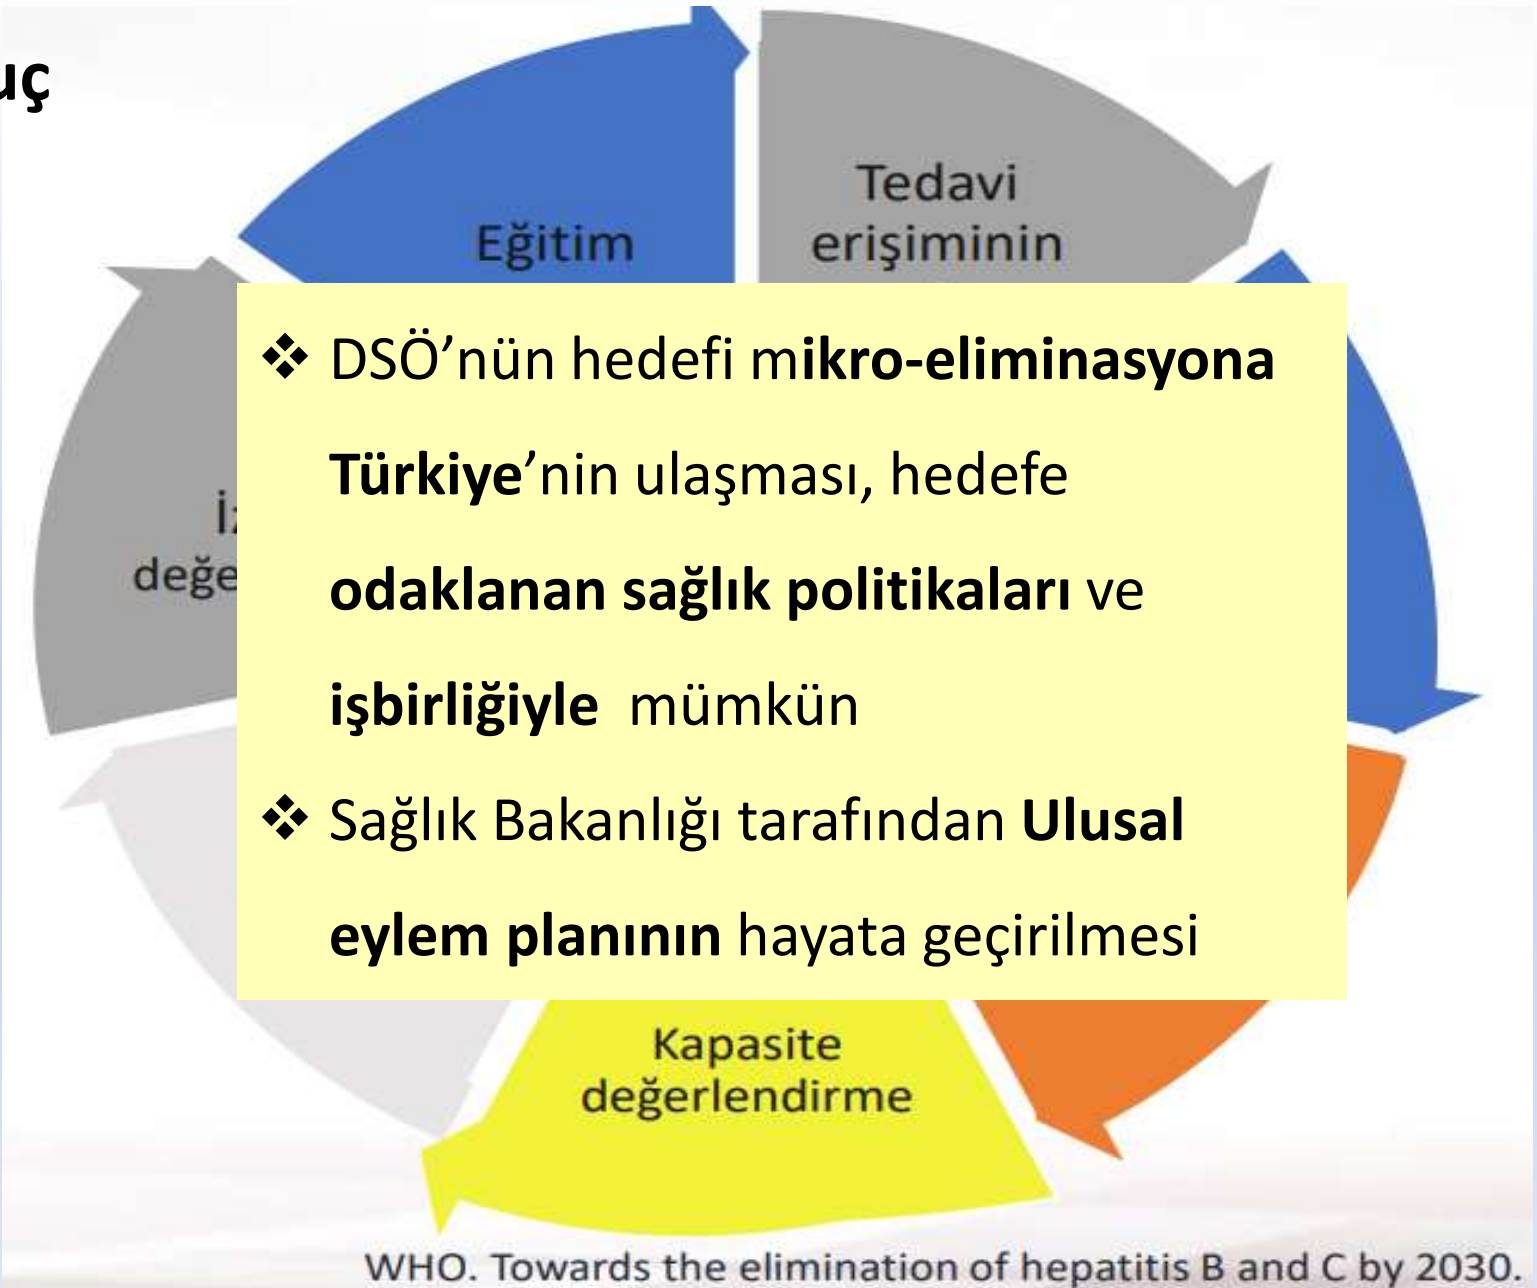 Eğitim
Tedavi
erişiminin
❖ DSÖ’nün hedefi mikro-eliminasyona
Türkiye’nin ulaşması, hedefe
odaklanan sağlık politikaları ve
işbirliğiyle mümkün
❖ Sağlık Bakanlığı tarafından Ulusal
eylem planının hayata geçirilmesi
Kapasite
değerlendirme
WHO. Towards the elimination of hepatitis B and C by 2030.